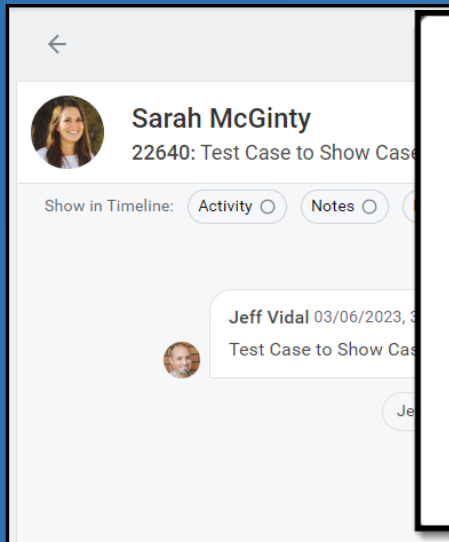 Sarah McGinty
22640: Test Case to Show Case
Show in Timeline: Activity Notes
Jeff Vidal 03/06/2023,
Test Case to Show Cas
Je